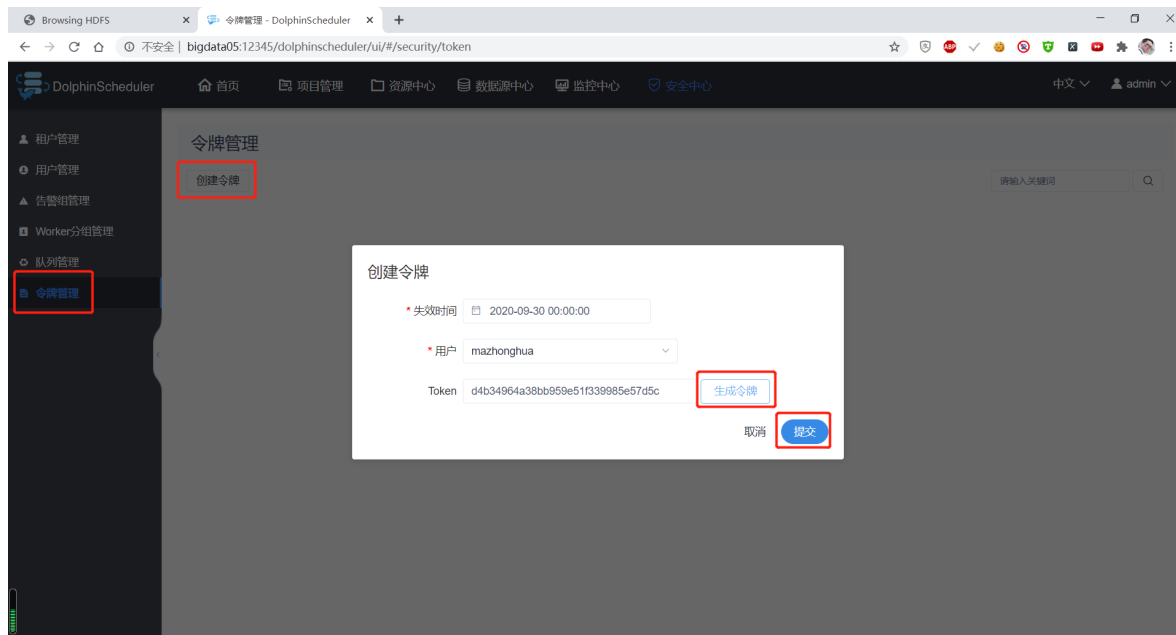 Browsing HDFS
令牌管理 - DolphinScheduler
不安全 | bigdata05:12345/dolphinscheduler/ui/#/security/token
ABP
DolphinScheduler 首页 项目管理 资源中心 数据源中心 监控中心 安全中心 中文 admin
租户管理
用户管理
告警组管理
Worker分组管理
队列管理
令牌管理
令牌管理
创建令牌
请输入关键词
创建令牌
* 失效时间 2020-09-30 00:00:00
* 用户 mazhonghua
Token d4b34964a38bb959e51f339985e57d5c 生成令牌
取消 提交